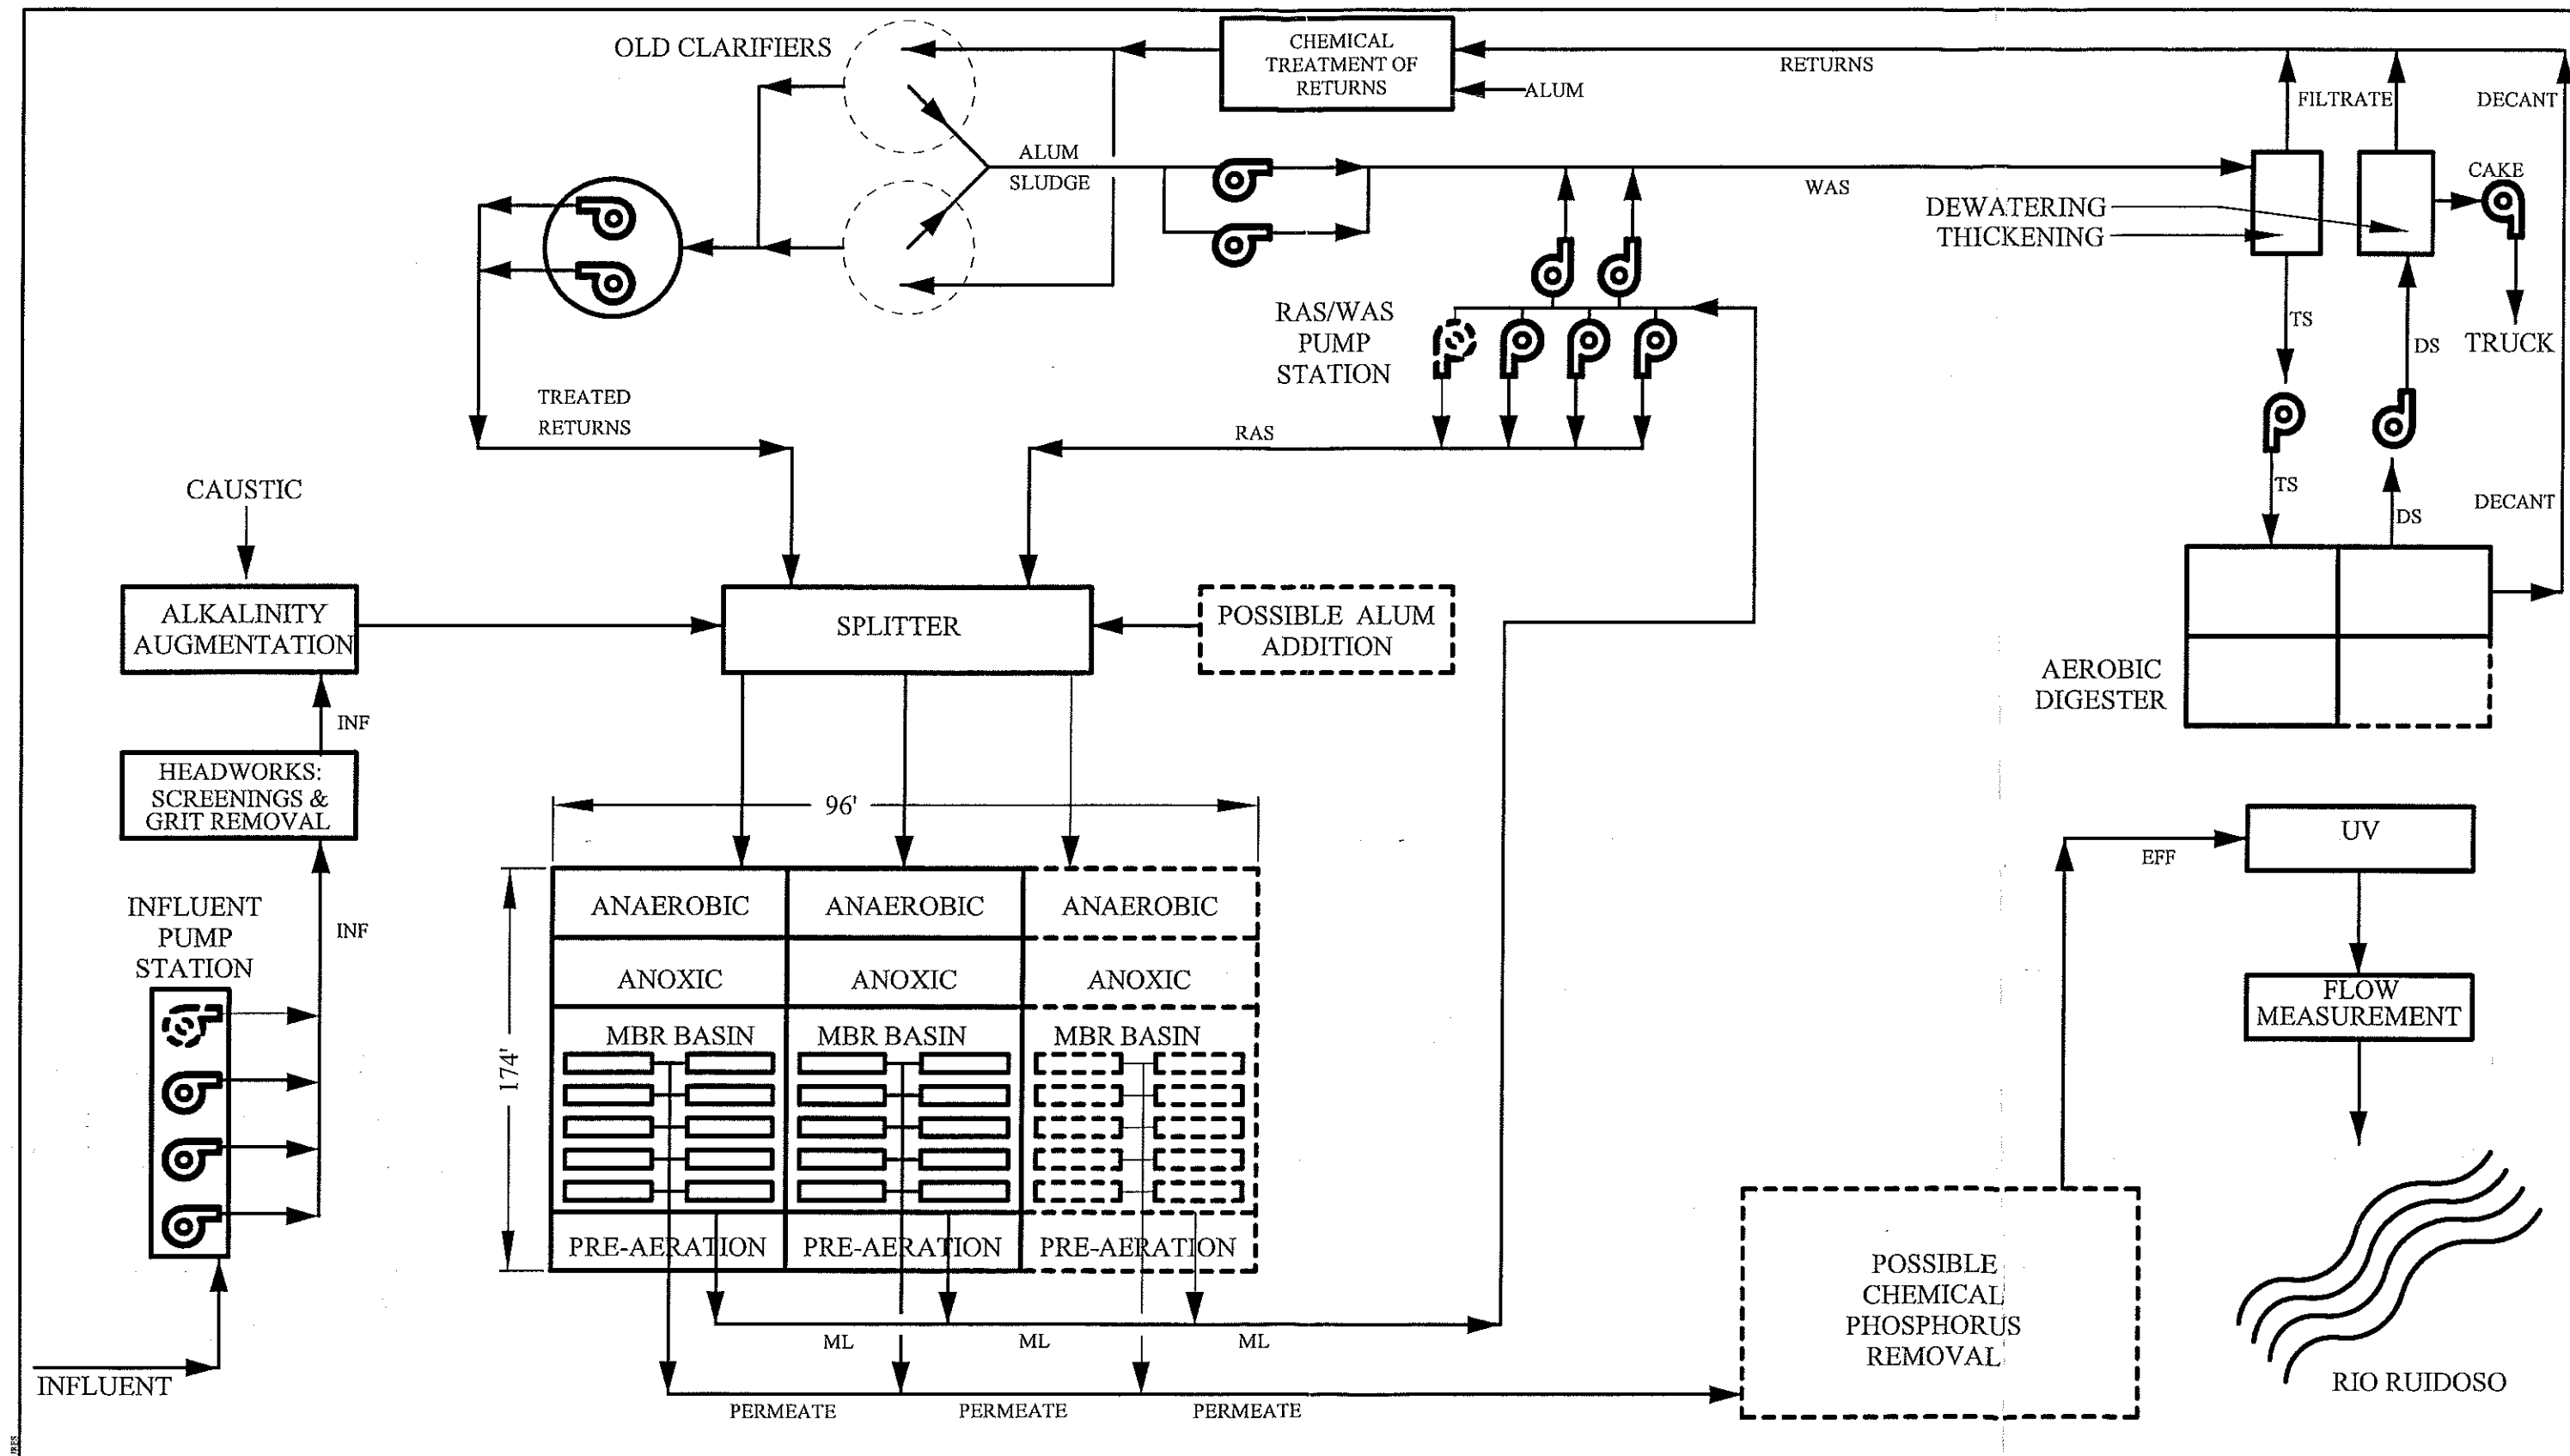 OLD CLARIFIERS
CHEMICAL
TREATMENT OF
RETURNS
RETURNS
ALUM
FILTRATE
DECANT
ALUM
SLUDGE
WAS
CAKE
DEWATERING
THICKENING
RAS/WAS
PUMP
STATION
TS
DS
TRUCK
TREATED
RETURNS
RAS
CAUSTIC
TS
DS
DECANT
ALKALINITY
AUGMENTATION
SPLITTER
POSSIBLE ALUM
ADDITION
AEROBIC
DIGESTER
INF
HEADWORKS:
SCREENINGS &
GRIT REMOVAL
96'
UV
EFF
INFLUENT
PUMP
STATION
INF
174'
ANAEROBIC
ANAEROBIC
ANAEROBIC
ANOXIC
ANOXIC
ANOXIC
FLOW
MEASUREMENT
MBR BASIN
MBR BASIN
MBR BASIN
PRE-AERATION
PRE-AERATION
PRE-AERATION
POSSIBLE
CHEMICAL
PHOSPHORUS
REMOVAL
ML
ML
ML
INFLUENT
PERMEATE
PERMEATE
PERMEATE
RIO RUIDOSO